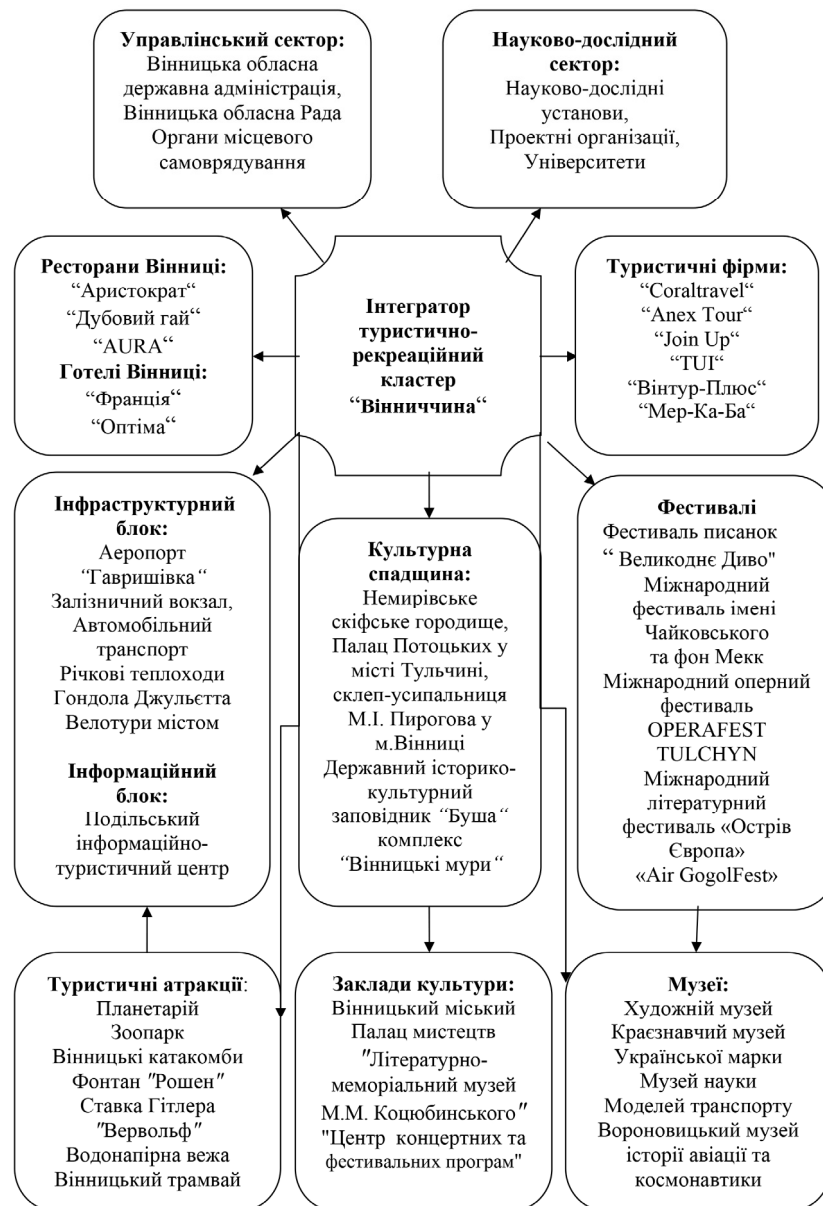 Управлінський сектор:
Вінницька обласна
державна адміністрація,
Вінницька обласна Рада
Органи місцевого
самоврядування
Науково-дослідний
сектор:
Науково-дослідні
установи,
Проектні організації,
Університети
Ресторани Вінниці:
“Аристократ“
“Дубовий гай“
“AURA“
Готелі Вінниці:
“Франція“
“Оптіма“
Інтегратор
туристично-
рекреаційний
кластер
“Вінниччина“
Туристичні фірми:
“Coraltravel“
“Anex Tour“
“Join Up“
“TUI“
“Вінтур-Плюс“
“Мер-Ка-Ба“
Інфраструктурний
блок:
Аеропорт
“Гавришівка“
Залізничний вокзал,
Автомобільний
транспорт
Річкові теплоходи
Гондола Джульєтта
Велотури містом
Інформаційний
блок:
Подільський
інформаційно-
туристичний центр
Культурна
спадщина:
Немирівське
скіфське городище,
Палац Потоцьких у
місті Тульчині,
склеп-усипальниця
М.І. Пирогова у
м.Вінниці
Державний історико-
культурний
заповідник “Буша“
комплекс
“Вінницькі мури“
Фестивалі
Фестиваль писанок
“ Великоднє Диво"
Міжнародний
фестиваль імені
Чайковського
та фон Мекк
Міжнародний оперний
фестиваль
OPERAFEST
TULCHYN
Міжнародний
літературний
фестиваль «Острів
Європа»
«Air GogolFest»
Туристичні атракції:
Планетарій
Зоопарк
Вінницькі катакомби
Фонтан "Рошен"
Ставка Гітлера
"Вервольф"
Водонапірна вежа
Вінницький трамвай
Заклади культури:
Вінницький міський
Палац мистецтв
"Літературно-
меморіальний музей
М.М. Коцюбинського"
"Центр концертних та
фестивальних програм"
Музеї:
Художній музей
Краєзнавчий музей
Української марки
Музей науки
Моделей транспорту
Вороновицький музей
історії авіації та
космонавтики